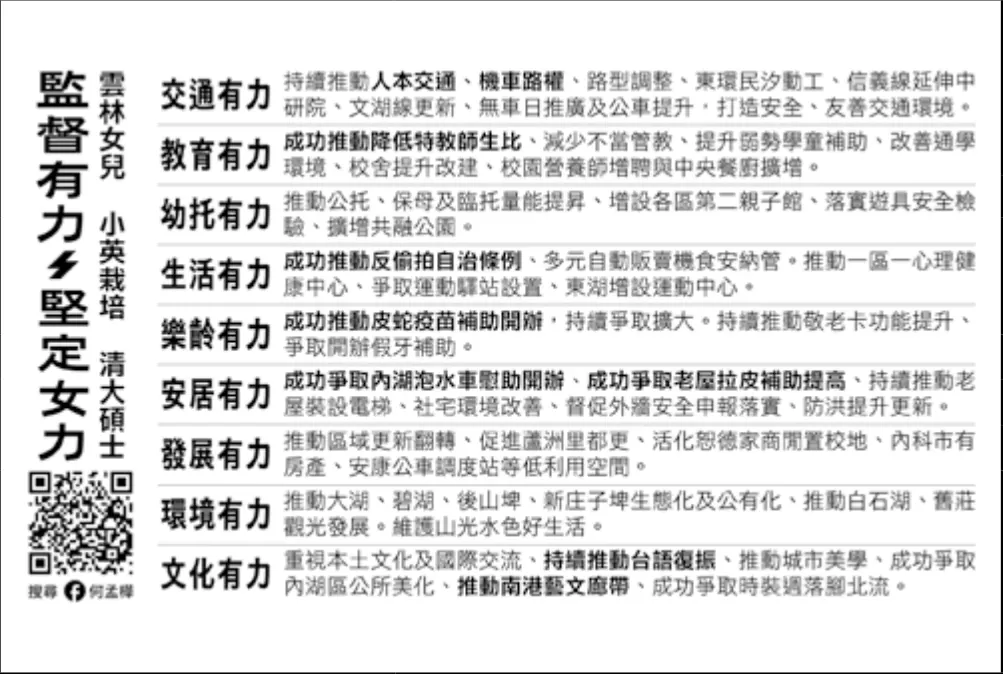 監督有力⚡堅定女力
雲林女兒 小英栽培 清大碩士
搜尋 何孟樺
交通有力
持續推動人本交通、機車路權、路型調整、東環民汐動工、信義線延伸中
研院、文湖線更新、無車日推廣及公車提升，打造安全、友善交通環境。
教育有力
成功推動降低特教師生比、減少不當管教、提升弱勢學童補助、改善通學
環境、校舍提升改建、校園營養師增聘與中央餐廚擴增。
幼托有力
推動公托、保母及臨托量能提昇、增設各區第二親子館、落實遊具安全檢
驗、擴增共融公園。
生活有力
成功推動反偷拍自治條例、多元自動販賣機食安納管。推動一區一心理健
康中心、爭取運動驛站設置、東湖增設運動中心。
樂齡有力
成功推動皮蛇疫苗補助開辦，持續爭取擴大。持續推動敬老卡功能提升、
爭取開辦假牙補助。
安居有力
成功爭取內湖泡水車慰助開辦、成功爭取老屋拉皮補助提高、持續推動老
屋裝設電梯、社宅環境改善、督促外牆安全申報落實、防洪提升更新。
發展有力
推動區域更新翻轉、促進蘆洲里都更、活化恕德家商閒置校地、內科市有
房產、安康公車調度站等低利用空間。
環境有力
推動大湖、碧湖、後山埤、新庄子埤生態化及公有化、推動白石湖、舊莊
觀光發展。維護山光水色好生活。
文化有力
重視本土文化及國際交流、持續推動台語復振、推動城市美學、成功爭取
內湖區公所美化、推動南港藝文廊帶、成功爭取時裝週落腳北流。